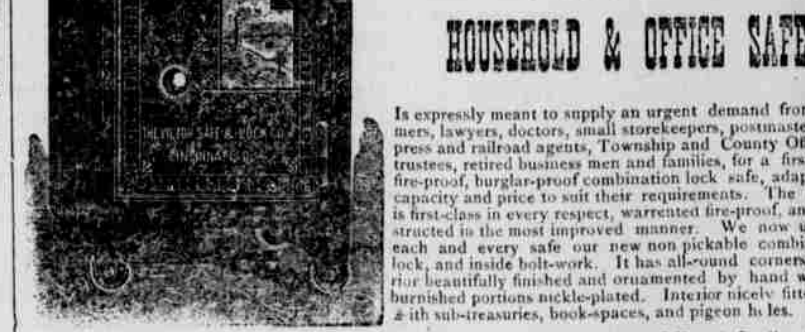 HOUSEHOLD & OFFICE SAFE
THE VICTOR SAFE & LOCK CO.
CINCINNATI, O.
Is expressly meant to supply an urgent demand fro
mers, lawyers, doctors, small storekeepers, postmaste
press and railroad agents, Township and County Of
trustees, retired business men and families, for a firs
fire-proof, burglar-proof combination lock safe, adap
capacity and price to suit their requirements. The
is first-class in every respect, warrented fire-proof, an
structed in the most improved manner. We now u
each and every safe our new non pickable combi
lock, and inside bolt-work. It has all-round corners
rior beautifully finished and ornamented by hand w
burnished portions nickle-plated. Interior nicely fitt
with sub-treasuries, book-spaces, and pigeon holes.